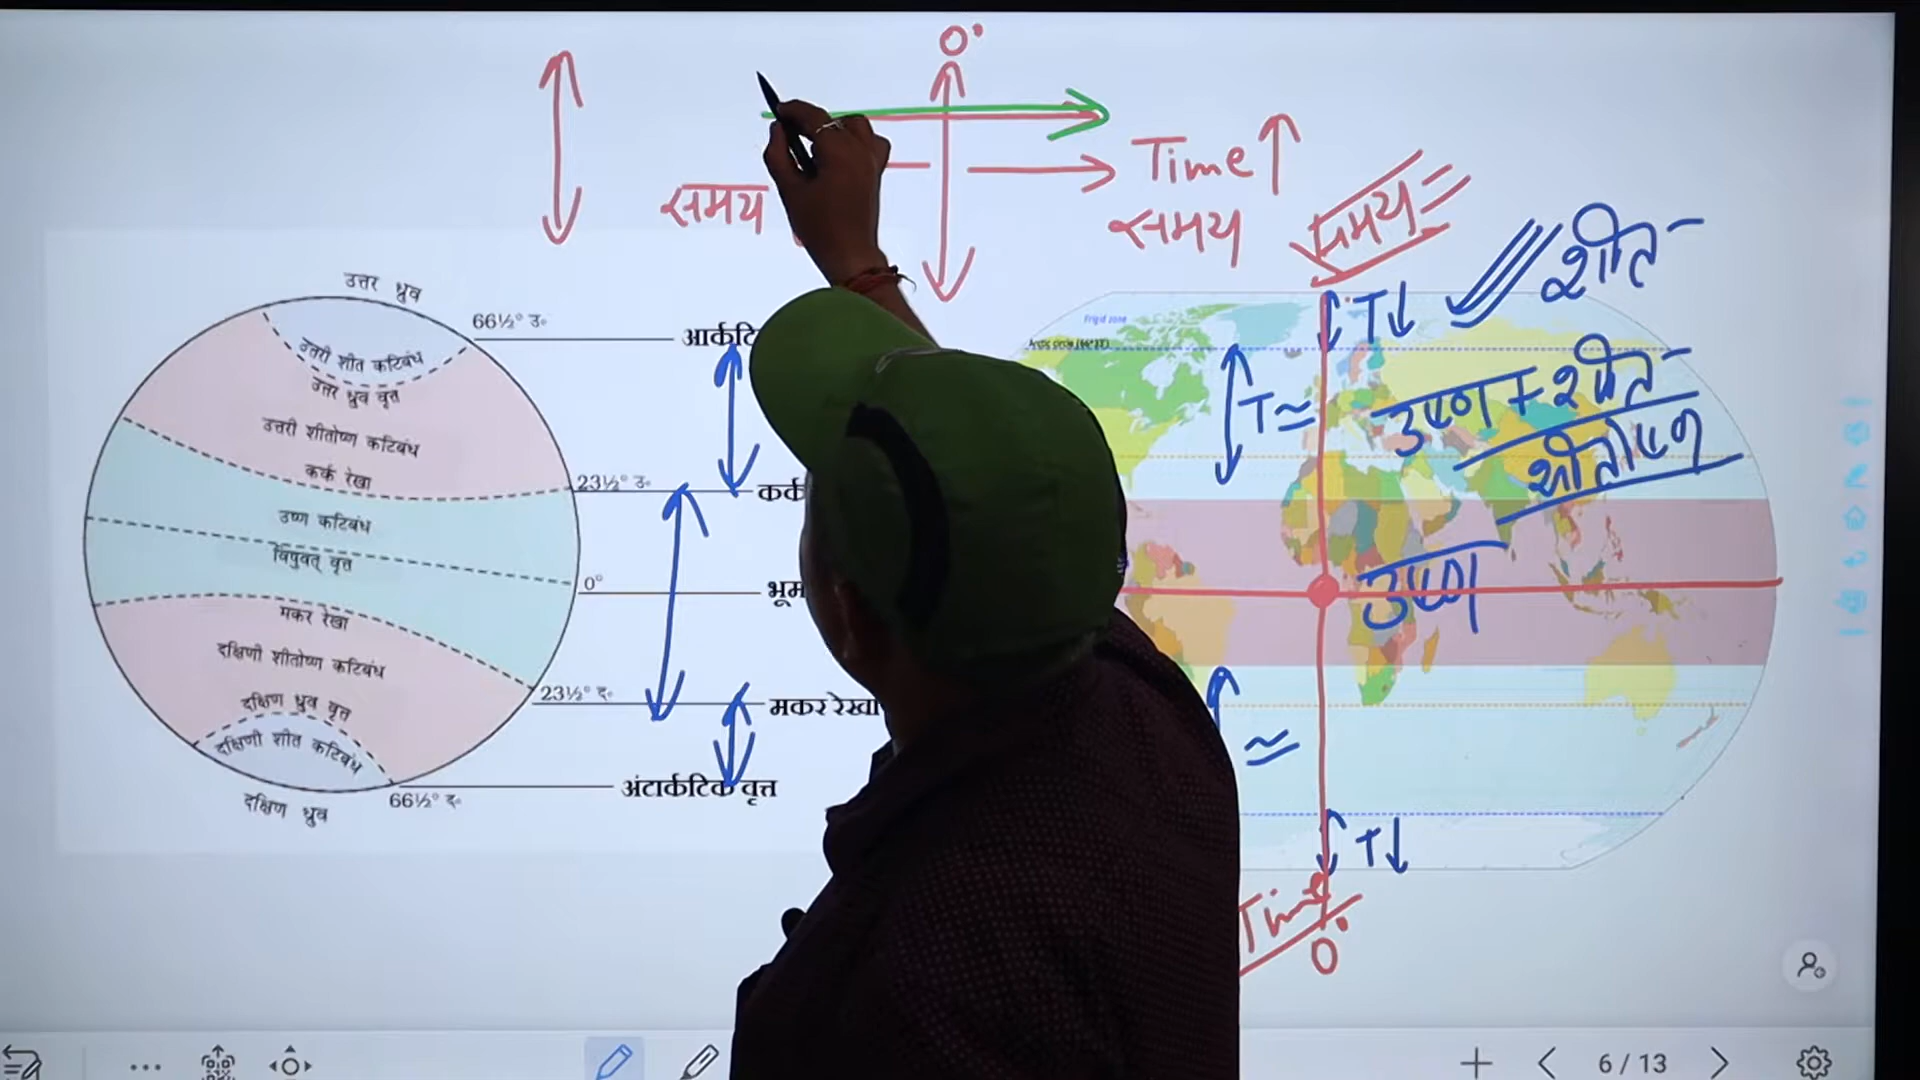 0°
Time ↑
समय
समय
समय
T↓
शीत
उत्तर ध्रुव
66½° उ॰
आर्कटि
उत्तरी शीत कटिबंध
उत्तर ध्रुव वृत्त
उत्तरी शीतोष्ण कटिबंध
कर्क रेखा
23½° उ॰
कर्क
उष्ण कटिबंध
विषुवत् वृत्त
0°
भूम
मकर रेखा
दक्षिणी शीतोष्ण कटिबंध
23½° द॰
मकर रेखा
दक्षिण ध्रुव वृत्त
दक्षिणी शीत कटिबंध
66½° द॰
अंटार्कटिक वृत्त
दक्षिण ध्रुव
Frigid zone
T≈
उष्ण + शीत
शीतोष्ण
उष्ण
≈
T↓
Time
0°
6 / 13